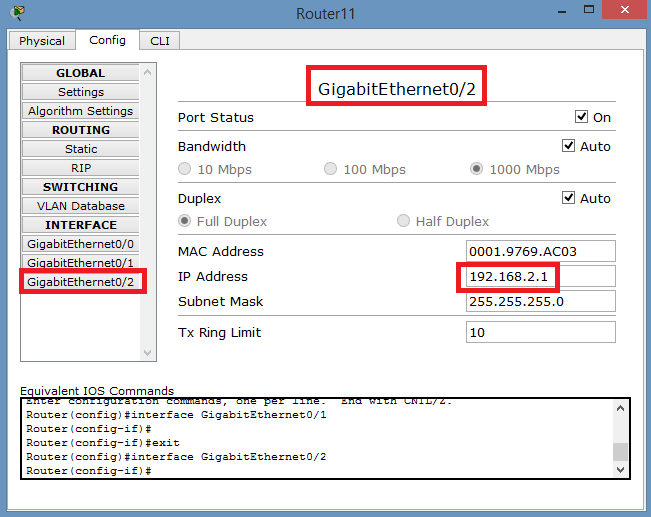 Router11
Physical Config CLI
GLOBAL
Settings
Algorithm Settings
ROUTING
Static
RIP
SWITCHING
VLAN Database
INTERFACE
GigabitEthernet0/0
GigabitEthernet0/1
GigabitEthernet0/2
GigabitEthernet0/2
Port Status On
Bandwidth Auto
10 Mbps 100 Mbps 1000 Mbps
Duplex Auto
Full Duplex Half Duplex
MAC Address 0001.9769.AC03
IP Address 192.168.2.1
Subnet Mask 255.255.255.0
Tx Ring Limit 10
Equivalent IOS Commands
Enter configuration commands, one per line. End with CNTL/Z.
Router(config)#interface GigabitEthernet0/1
Router(config-if)#
Router(config-if)#exit
Router(config)#interface GigabitEthernet0/2
Router(config-if)#